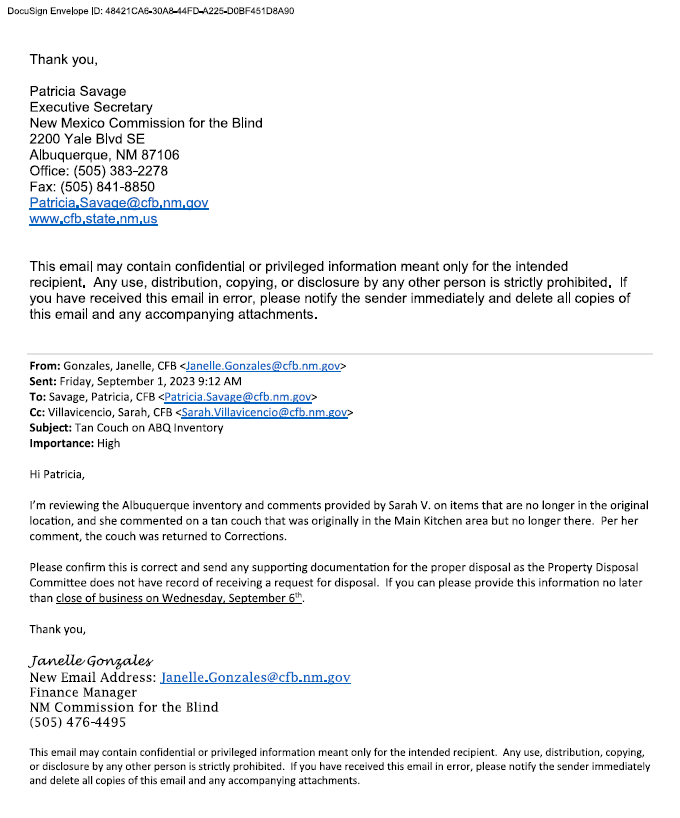 DocuSign Envelope ID: 48421CA6-30A8-44FD-A225-D0BF451D8A90
Thank you,
Patricia Savage
Executive Secretary
New Mexico Commission for the Blind
2200 Yale Blvd SE
Albuquerque, NM 87106
Office: (505) 383-2278
Fax: (505) 841-8850
Patricia.Savage@cfb.nm.gov
www.cfb.state.nm.us
This email may contain confidential or privileged information meant only for the intended
recipient. Any use, distribution, copying, or disclosure by any other person is strictly prohibited. If
you have received this email in error, please notify the sender immediately and delete all copies of
this email and any accompanying attachments.
From: Gonzales, Janelle, CFB <Janelle.Gonzales@cfb.nm.gov>
Sent: Friday, September 1, 2023 9:12 AM
To: Savage, Patricia, CFB <Patricia.Savage@cfb.nm.gov>
Cc: Villavicencio, Sarah, CFB <Sarah.Villavicencio@cfb.nm.gov>
Subject: Tan Couch on ABQ Inventory
Importance: High
Hi Patricia,
I'm reviewing the Albuquerque inventory and comments provided by Sarah V. on items that are no longer in the original
location, and she commented on a tan couch that was originally in the Main Kitchen area but no longer there. Per her
comment, the couch was returned to Corrections.
Please confirm this is correct and send any supporting documentation for the proper disposal as the Property Disposal
Committee does not have record of receiving a request for disposal. If you can please provide this information no later
than close of business on Wednesday, September 6th.
Thank you,
Janelle Gonzales
New Email Address: Janelle.Gonzales@cfb.nm.gov
Finance Manager
NM Commission for the Blind
(505) 476-4495
This email may contain confidential or privileged information meant only for the intended recipient. Any use, distribution, copying,
or disclosure by any other person is strictly prohibited. If you have received this email in error, please notify the sender immediately
and delete all copies of this email and any accompanying attachments.